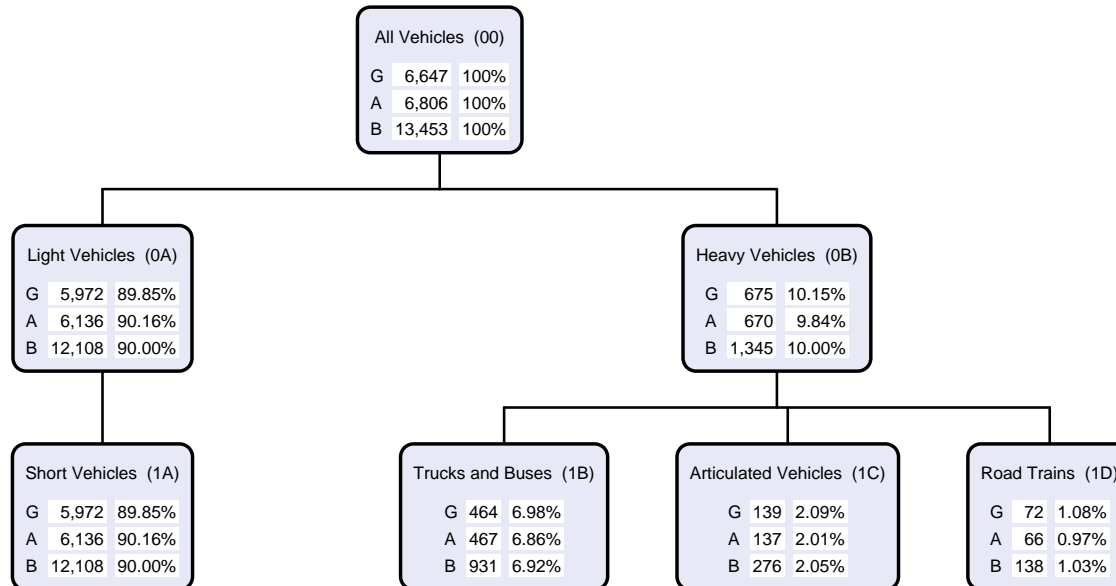 All Vehicles (00)
G 6,647 100%
A 6,806 100%
B 13,453 100%
Light Vehicles (0A)
G 5,972 89.85%
A 6,136 90.16%
B 12,108 90.00%
Heavy Vehicles (0B)
G 675 10.15%
A 670 9.84%
B 1,345 10.00%
Short Vehicles (1A)
G 5,972 89.85%
A 6,136 90.16%
B 12,108 90.00%
Trucks and Buses (1B)
G 464 6.98%
A 467 6.86%
B 931 6.92%
Articulated Vehicles (1C)
G 139 2.09%
A 137 2.01%
B 276 2.05%
Road Trains (1D)
G 72 1.08%
A 66 0.97%
B 138 1.03%